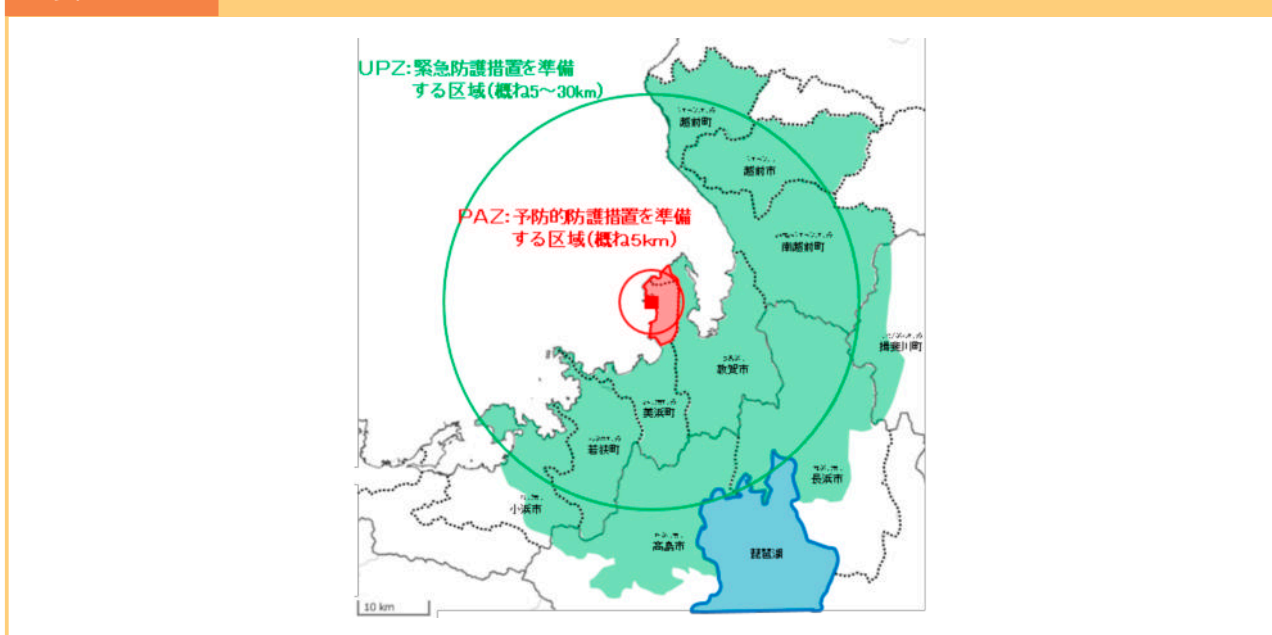 UPZ:緊急防護措置を準備
する区域(概ね5～30km)
越前町
越前市
PAZ:予防的防護措置を準備
する区域(概ね5km)
南越前町
揖斐川町
敦賀市
美浜町
若狭町
長浜市
小浜市
高島市
琵琶湖
10 km